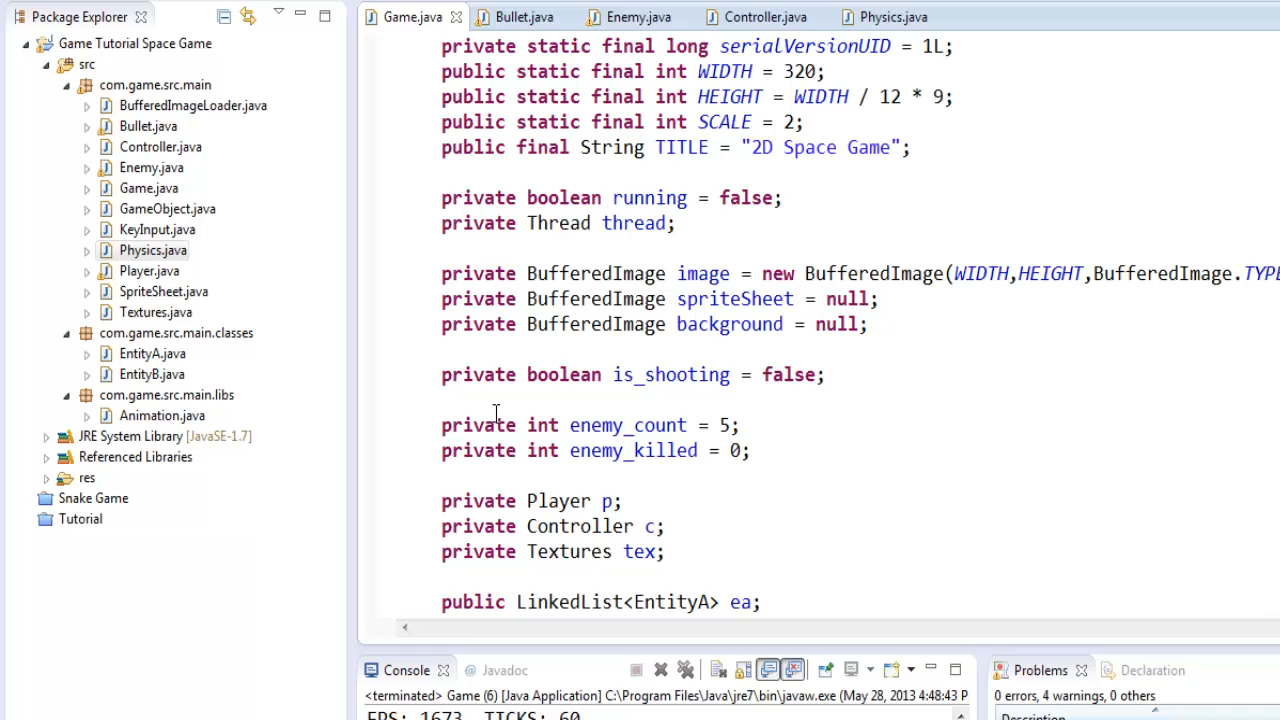 Package Explorer
Game Tutorial Space Game
src
com.game.src.main
BufferedImageLoader.java
Bullet.java
Controller.java
Enemy.java
Game.java
GameObject.java
KeyInput.java
Physics.java
Player.java
SpriteSheet.java
Textures.java
com.game.src.main.classes
EntityA.java
EntityB.java
com.game.src.main.libs
Animation.java
JRE System Library [JavaSE-1.7]
Referenced Libraries
res
Snake Game
Tutorial
Game.java Bullet.java Enemy.java Controller.java Physics.java
private static final long serialVersionUID = 1L;
public static final int WIDTH = 320;
public static final int HEIGHT = WIDTH / 12 * 9;
public static final int SCALE = 2;
public final String TITLE = "2D Space Game";
private boolean running = false;
private Thread thread;
private BufferedImage image = new BufferedImage(WIDTH,HEIGHT,BufferedImage.TYPE
private BufferedImage spriteSheet = null;
private BufferedImage background = null;
private boolean is_shooting = false;
private int enemy_count = 5;
private int enemy_killed = 0;
private Player p;
private Controller c;
private Textures tex;
public LinkedList<EntityA> ea;
Console @ Javadoc
<terminated> Game (6) [Java Application] C:\Program Files\Java\jre7\bin\javaw.exe (May 28, 2013 4:48:43 P
FPS: 1673 TICKS: 60
Problems Declaration
0 errors, 4 warnings, 0 others
Description